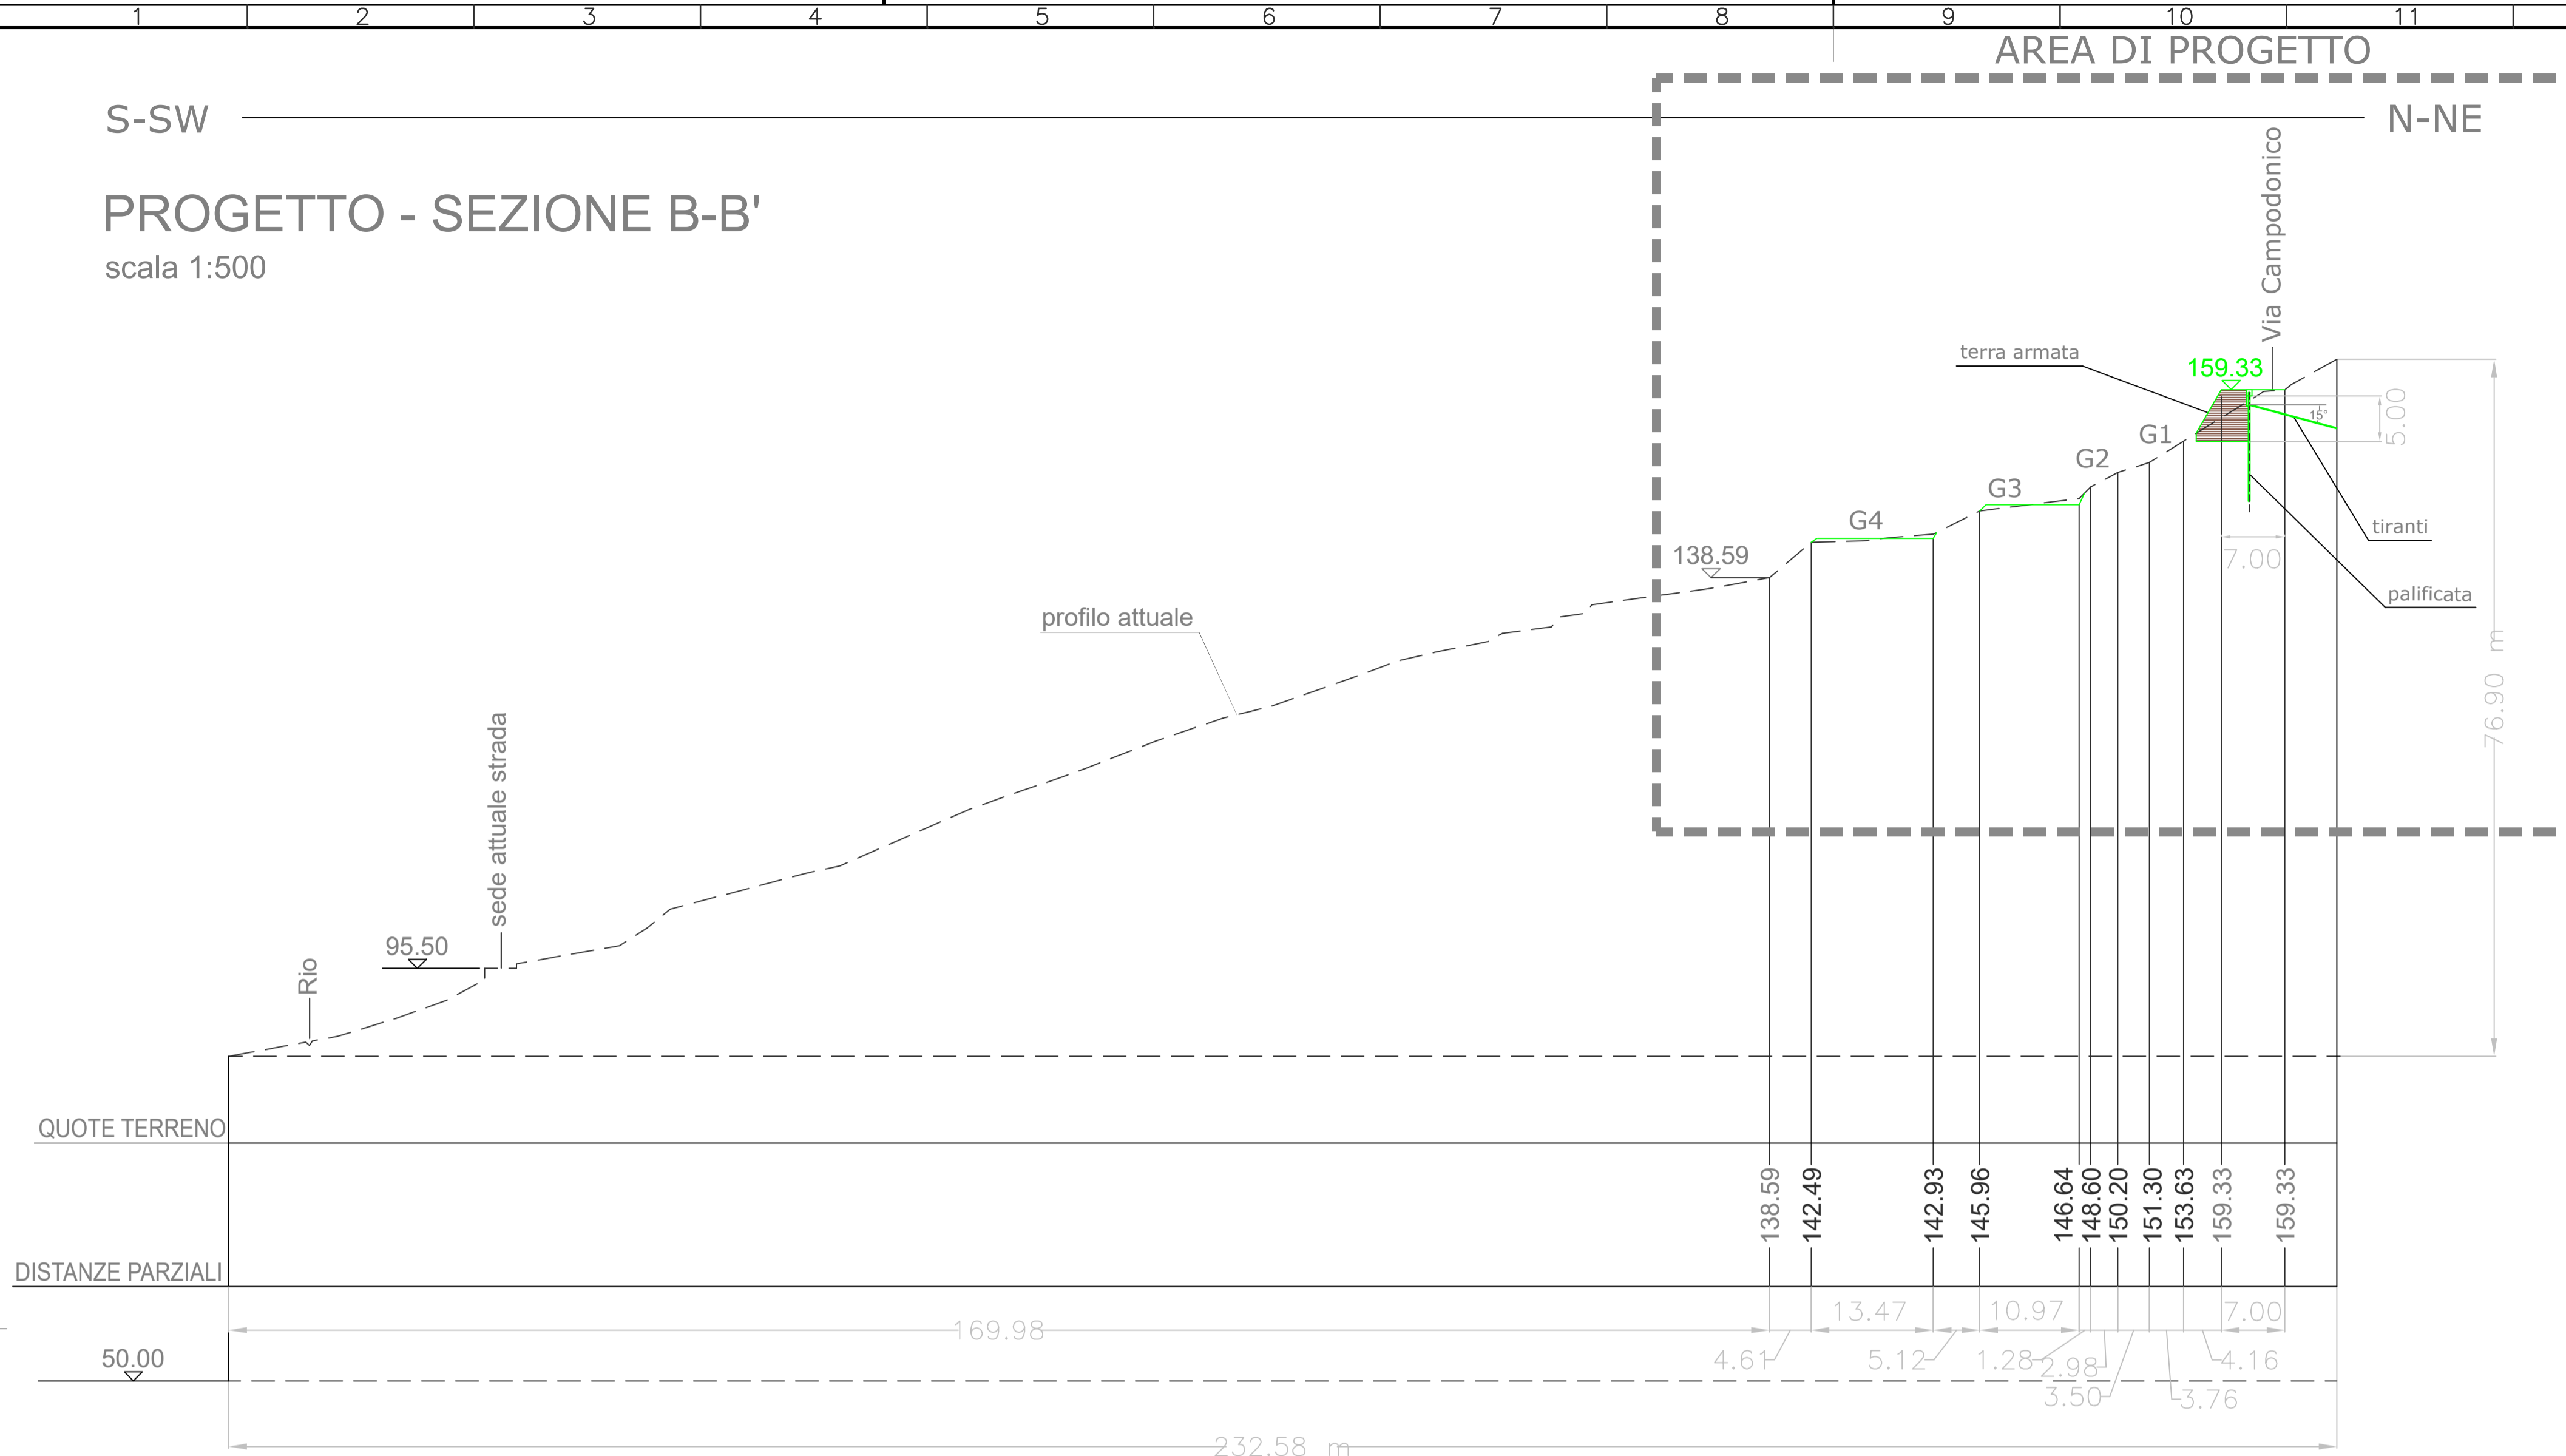 1 2 3 4 5 6 7 8 9 10 11
AREA DI PROGETTO
S-SW
N-NE
Via Campodonico
PROGETTO - SEZIONE B-B'
scala 1:500
terra armata
159.33
15°
5.00
G1
G2
G3
G4
tiranti
138.59
7.00
palificata
profilo attuale
76.90 m
sede attuale strada
95.50
Rio
QUOTE TERRENO
138.59 142.49 142.93 145.96 146.64 148.60 150.20 151.30 153.63 159.33 159.33
DISTANZE PARZIALI
169.98 13.47 10.97 7.00
4.61 5.12 1.28 2.98 4.16
3.50 3.76
50.00
232.58 m